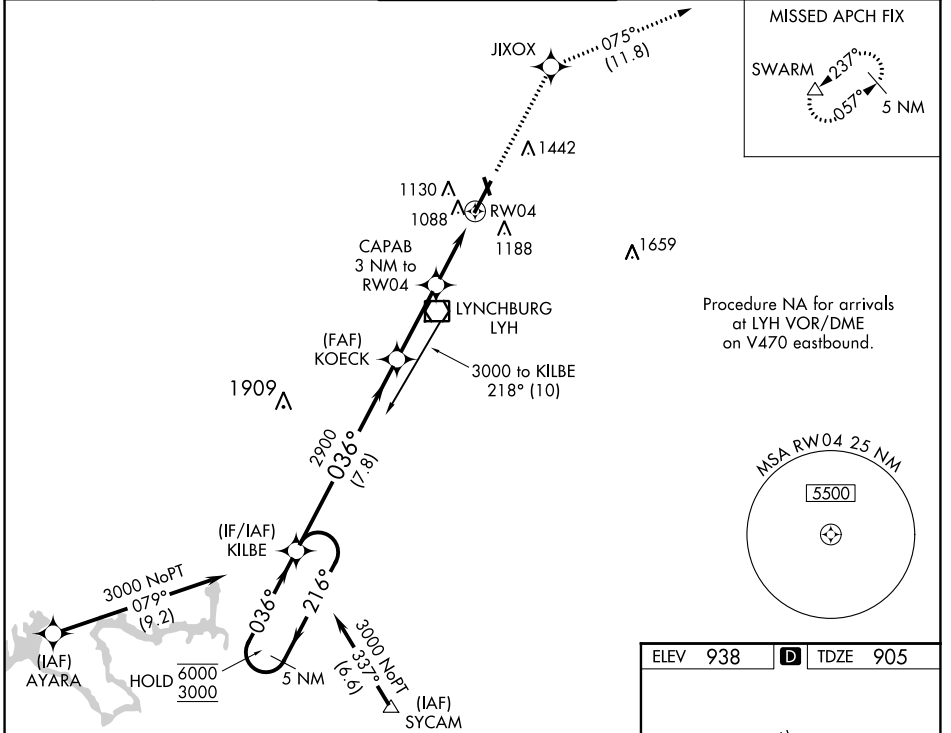 MISSED APCH FIX
SWARM
237°
057°
5 NM
JIXOX
075°
(11.8)
1442
1130
1088
RW04
1188
1659
CAPAB
3 NM to
RW04
LYNCHBURG
LYH
Procedure NA for arrivals
at LYH VOR/DME
on V470 eastbound.
(FAF)
KOECK
3000 to KILBE
218° (10)
1909
2900
036°
(7.8)
MSA RW04 25 NM
5500
(IF/IAF)
KILBE
3000 NoPT
079°
(9.2)
036°
216°
3000 NoPT
337°
(6.6)
(IAF)
AYARA
HOLD
6000
3000
5 NM
(IAF)
SYCAM
ELEV 938
D
TDZE 905